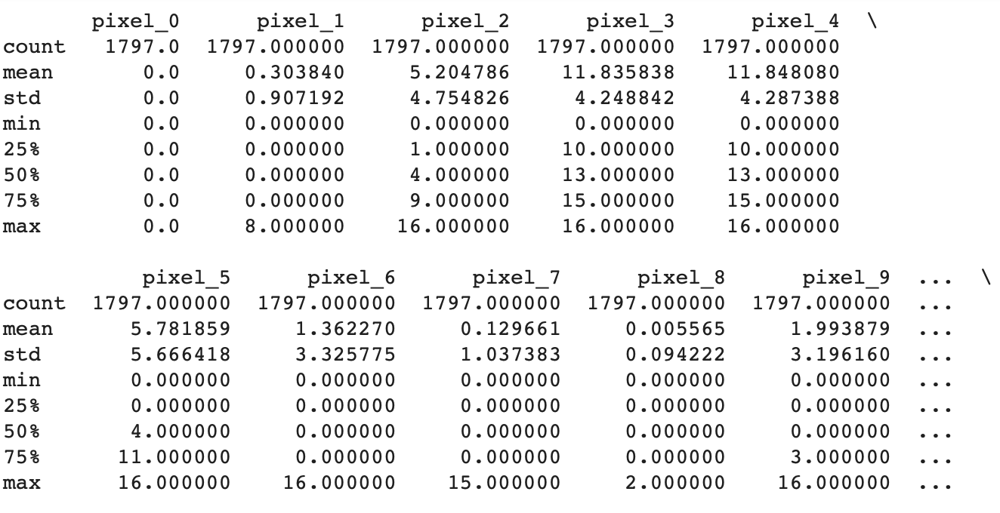 pixel_0 pixel_1 pixel_2 pixel_3 pixel_4 \
count 1797.0 1797.000000 1797.000000 1797.000000 1797.000000
mean 0.0 0.303840 5.204786 11.835838 11.848080
std 0.0 0.907192 4.754826 4.248842 4.287388
min 0.0 0.000000 0.000000 0.000000 0.000000
25% 0.0 0.000000 1.000000 10.000000 10.000000
50% 0.0 0.000000 4.000000 13.000000 13.000000
75% 0.0 0.000000 9.000000 15.000000 15.000000
max 0.0 8.000000 16.000000 16.000000 16.000000
pixel_5 pixel_6 pixel_7 pixel_8 pixel_9 ... \
count 1797.000000 1797.000000 1797.000000 1797.000000 1797.000000 ...
mean 5.781859 1.362270 0.129661 0.005565 1.993879 ...
std 5.666418 3.325775 1.037383 0.094222 3.196160 ...
min 0.000000 0.000000 0.000000 0.000000 0.000000 ...
25% 0.000000 0.000000 0.000000 0.000000 0.000000 ...
50% 4.000000 0.000000 0.000000 0.000000 0.000000 ...
75% 11.000000 0.000000 0.000000 0.000000 3.000000 ...
max 16.000000 16.000000 15.000000 2.000000 16.000000 ...